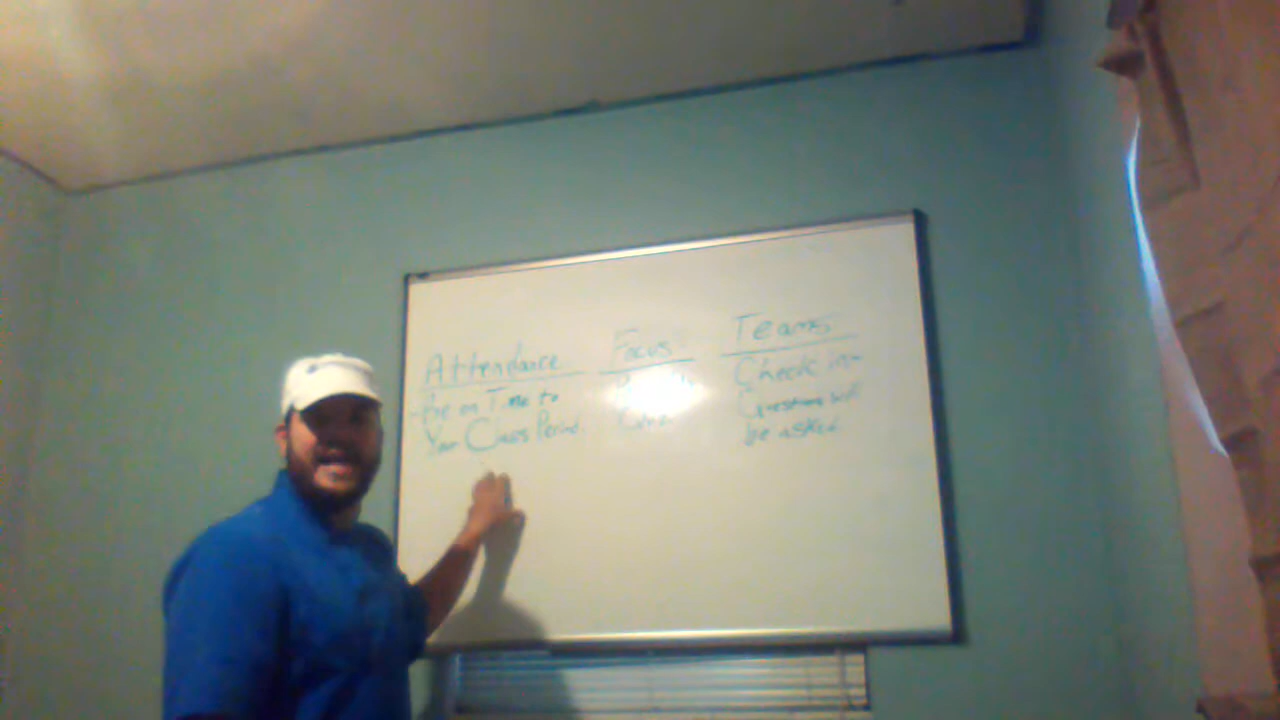 Attendance
- Be on Time to
Your Class Period.
Focus
Teams
Check in-
Questions will
be asked